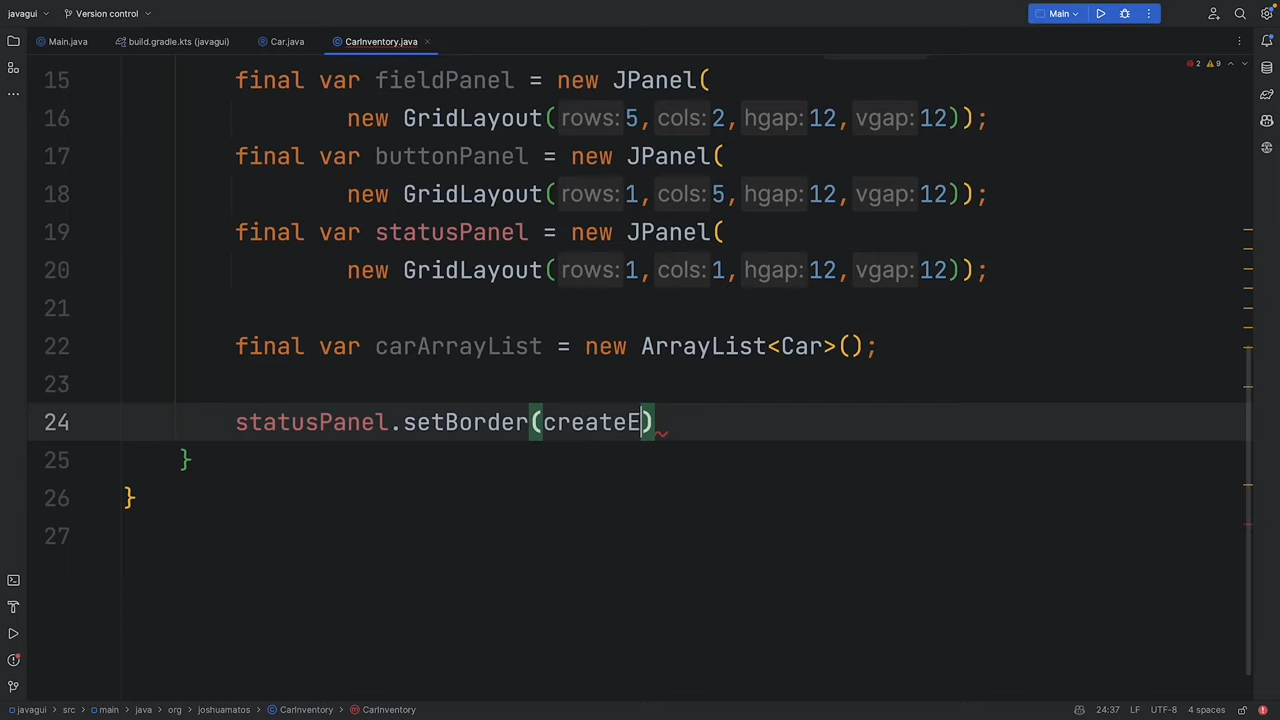 javagui Version control Main
Main.java build.gradle.kts (javagui) Car.java CarInventory.java
2 9
15 final var fieldPanel = new JPanel(
16 new GridLayout( rows: 5, cols: 2, hgap: 12, vgap: 12));
17 final var buttonPanel = new JPanel(
18 new GridLayout( rows: 1, cols: 5, hgap: 12, vgap: 12));
19 final var statusPanel = new JPanel(
20 new GridLayout( rows: 1, cols: 1, hgap: 12, vgap: 12));
21
22 final var carArrayList = new ArrayList<Car>();
23
24 statusPanel.setBorder(createE)
25 }
26 }
27
javagui src main java org joshuamatos CarInventory CarInventory 24:37 LF UTF-8 4 spaces